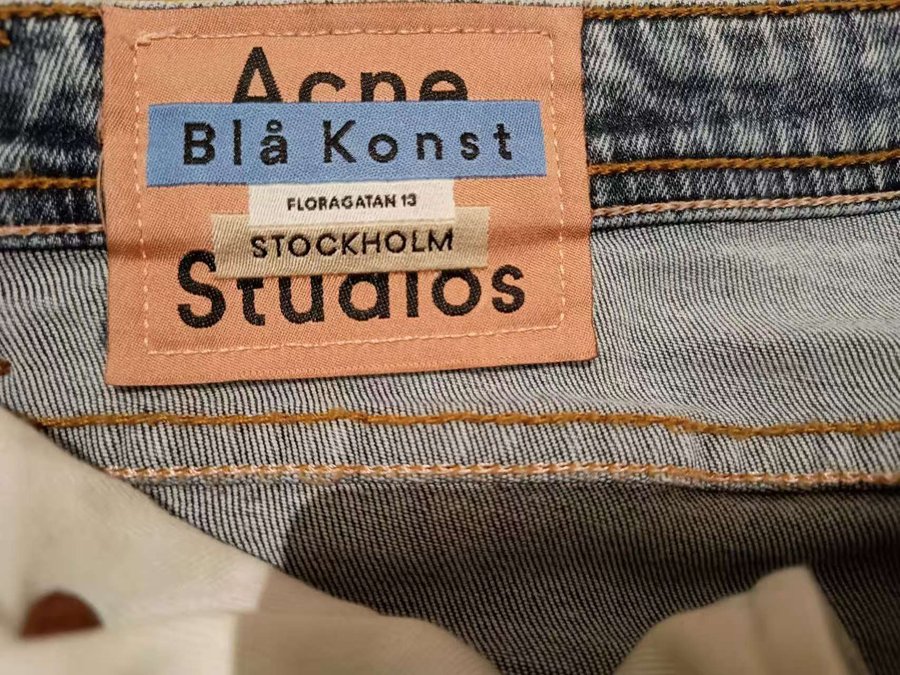 Acne
Blå Konst
FLORAGATAN 13
STOCKHOLM
Studios